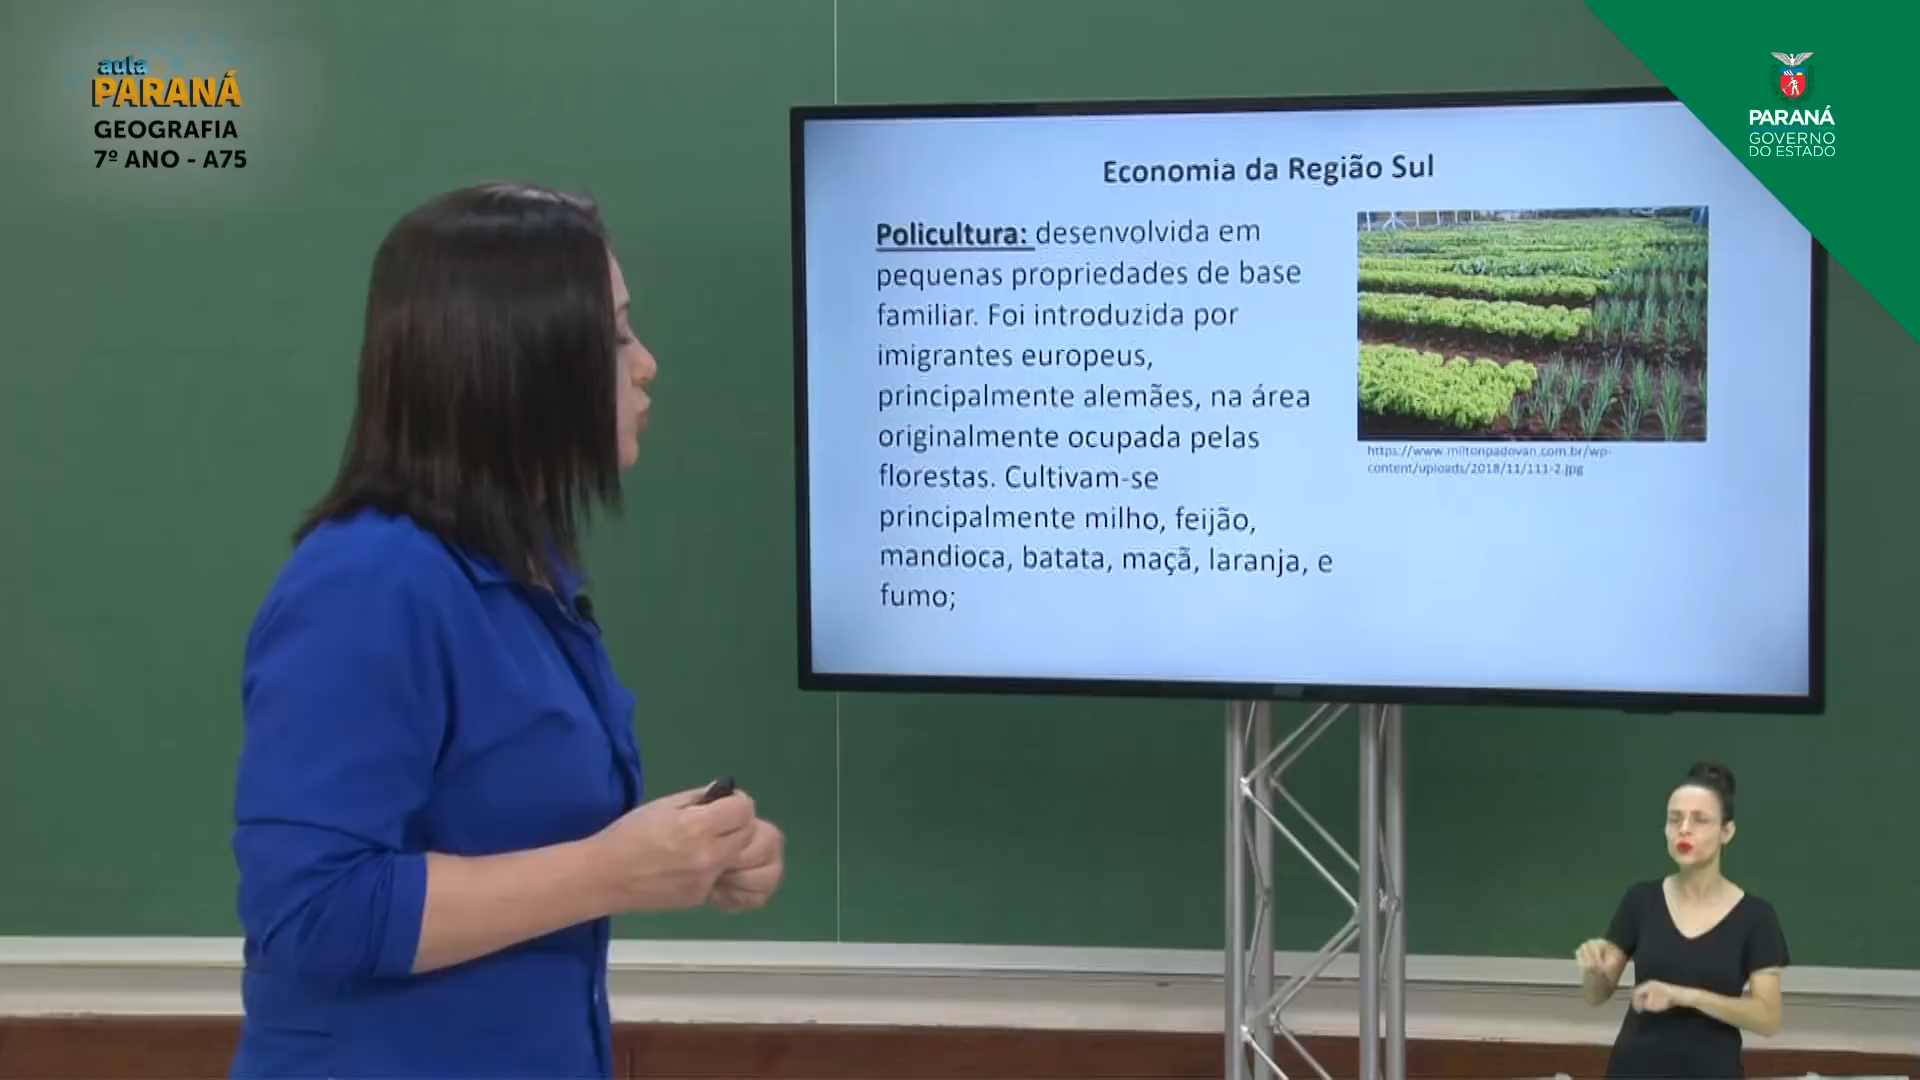 aula
PARANÁ
GEOGRAFIA
7º ANO - A75
PARANÁ
GOVERNO
DO ESTADO
Economia da Região Sul
Policultura: desenvolvida em
pequenas propriedades de base
familiar. Foi introduzida por
imigrantes europeus,
principalmente alemães, na área
originalmente ocupada pelas
florestas. Cultivam-se
principalmente milho, feijão,
mandioca, batata, maçã, laranja, e
fumo;
https://www.miltonpadovan.com.br/wp-
content/uploads/2018/11/111-2.jpg